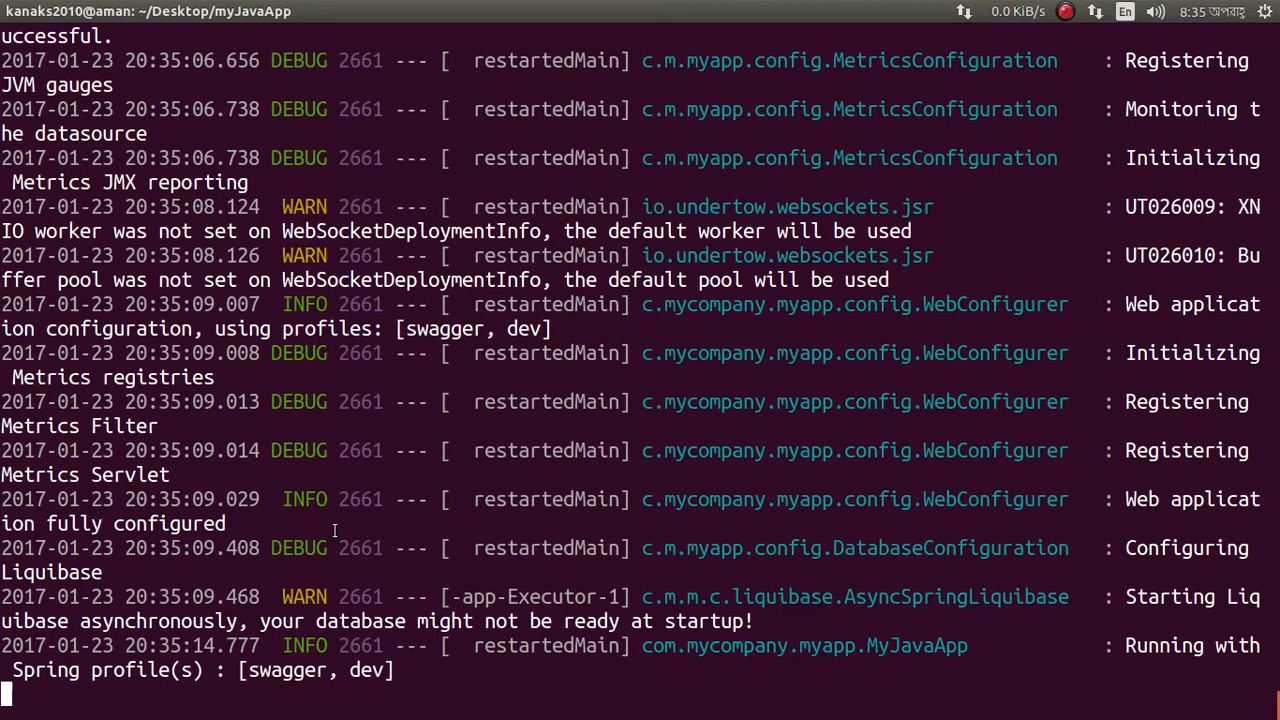 kanaks2010@aman: ~/Desktop/myJavaApp
0.0 KiB/s En 8:35 অপরাহ্ণ
uccessful.
2017-01-23 20:35:06.656 DEBUG 2661 --- [  restartedMain] c.m.myapp.config.MetricsConfiguration    : Registering
JVM gauges
2017-01-23 20:35:06.738 DEBUG 2661 --- [  restartedMain] c.m.myapp.config.MetricsConfiguration    : Monitoring t
he datasource
2017-01-23 20:35:06.738 DEBUG 2661 --- [  restartedMain] c.m.myapp.config.MetricsConfiguration    : Initializing
 Metrics JMX reporting
2017-01-23 20:35:08.124  WARN 2661 --- [  restartedMain] io.undertow.websockets.jsr               : UT026009: XN
IO worker was not set on WebSocketDeploymentInfo, the default worker will be used
2017-01-23 20:35:08.126  WARN 2661 --- [  restartedMain] io.undertow.websockets.jsr               : UT026010: Bu
ffer pool was not set on WebSocketDeploymentInfo, the default pool will be used
2017-01-23 20:35:09.007  INFO 2661 --- [  restartedMain] c.mycompany.myapp.config.WebConfigurer   : Web applicat
ion configuration, using profiles: [swagger, dev]
2017-01-23 20:35:09.008 DEBUG 2661 --- [  restartedMain] c.mycompany.myapp.config.WebConfigurer   : Initializing
 Metrics registries
2017-01-23 20:35:09.013 DEBUG 2661 --- [  restartedMain] c.mycompany.myapp.config.WebConfigurer   : Registering
Metrics Filter
2017-01-23 20:35:09.014 DEBUG 2661 --- [  restartedMain] c.mycompany.myapp.config.WebConfigurer   : Registering
Metrics Servlet
2017-01-23 20:35:09.029  INFO 2661 --- [  restartedMain] c.mycompany.myapp.config.WebConfigurer   : Web applicat
ion fully configured
2017-01-23 20:35:09.408 DEBUG 2661 --- [  restartedMain] c.m.myapp.config.DatabaseConfiguration   : Configuring
Liquibase
2017-01-23 20:35:09.468  WARN 2661 --- [-app-Executor-1] c.m.m.c.liquibase.AsyncSpringLiquibase   : Starting Liq
uibase asynchronously, your database might not be ready at startup!
2017-01-23 20:35:14.777  INFO 2661 --- [  restartedMain] com.mycompany.myapp.MyJavaApp            : Running with
 Spring profile(s) : [swagger, dev]